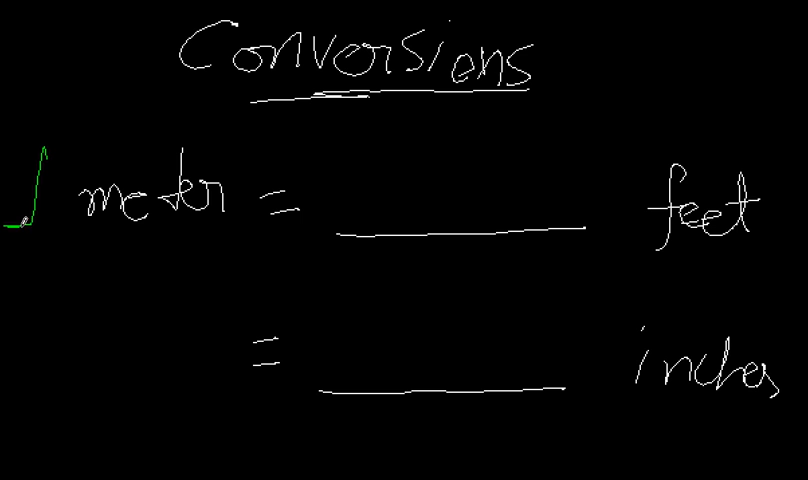 Conversions
1 meter = ________ feet
= ________ inches